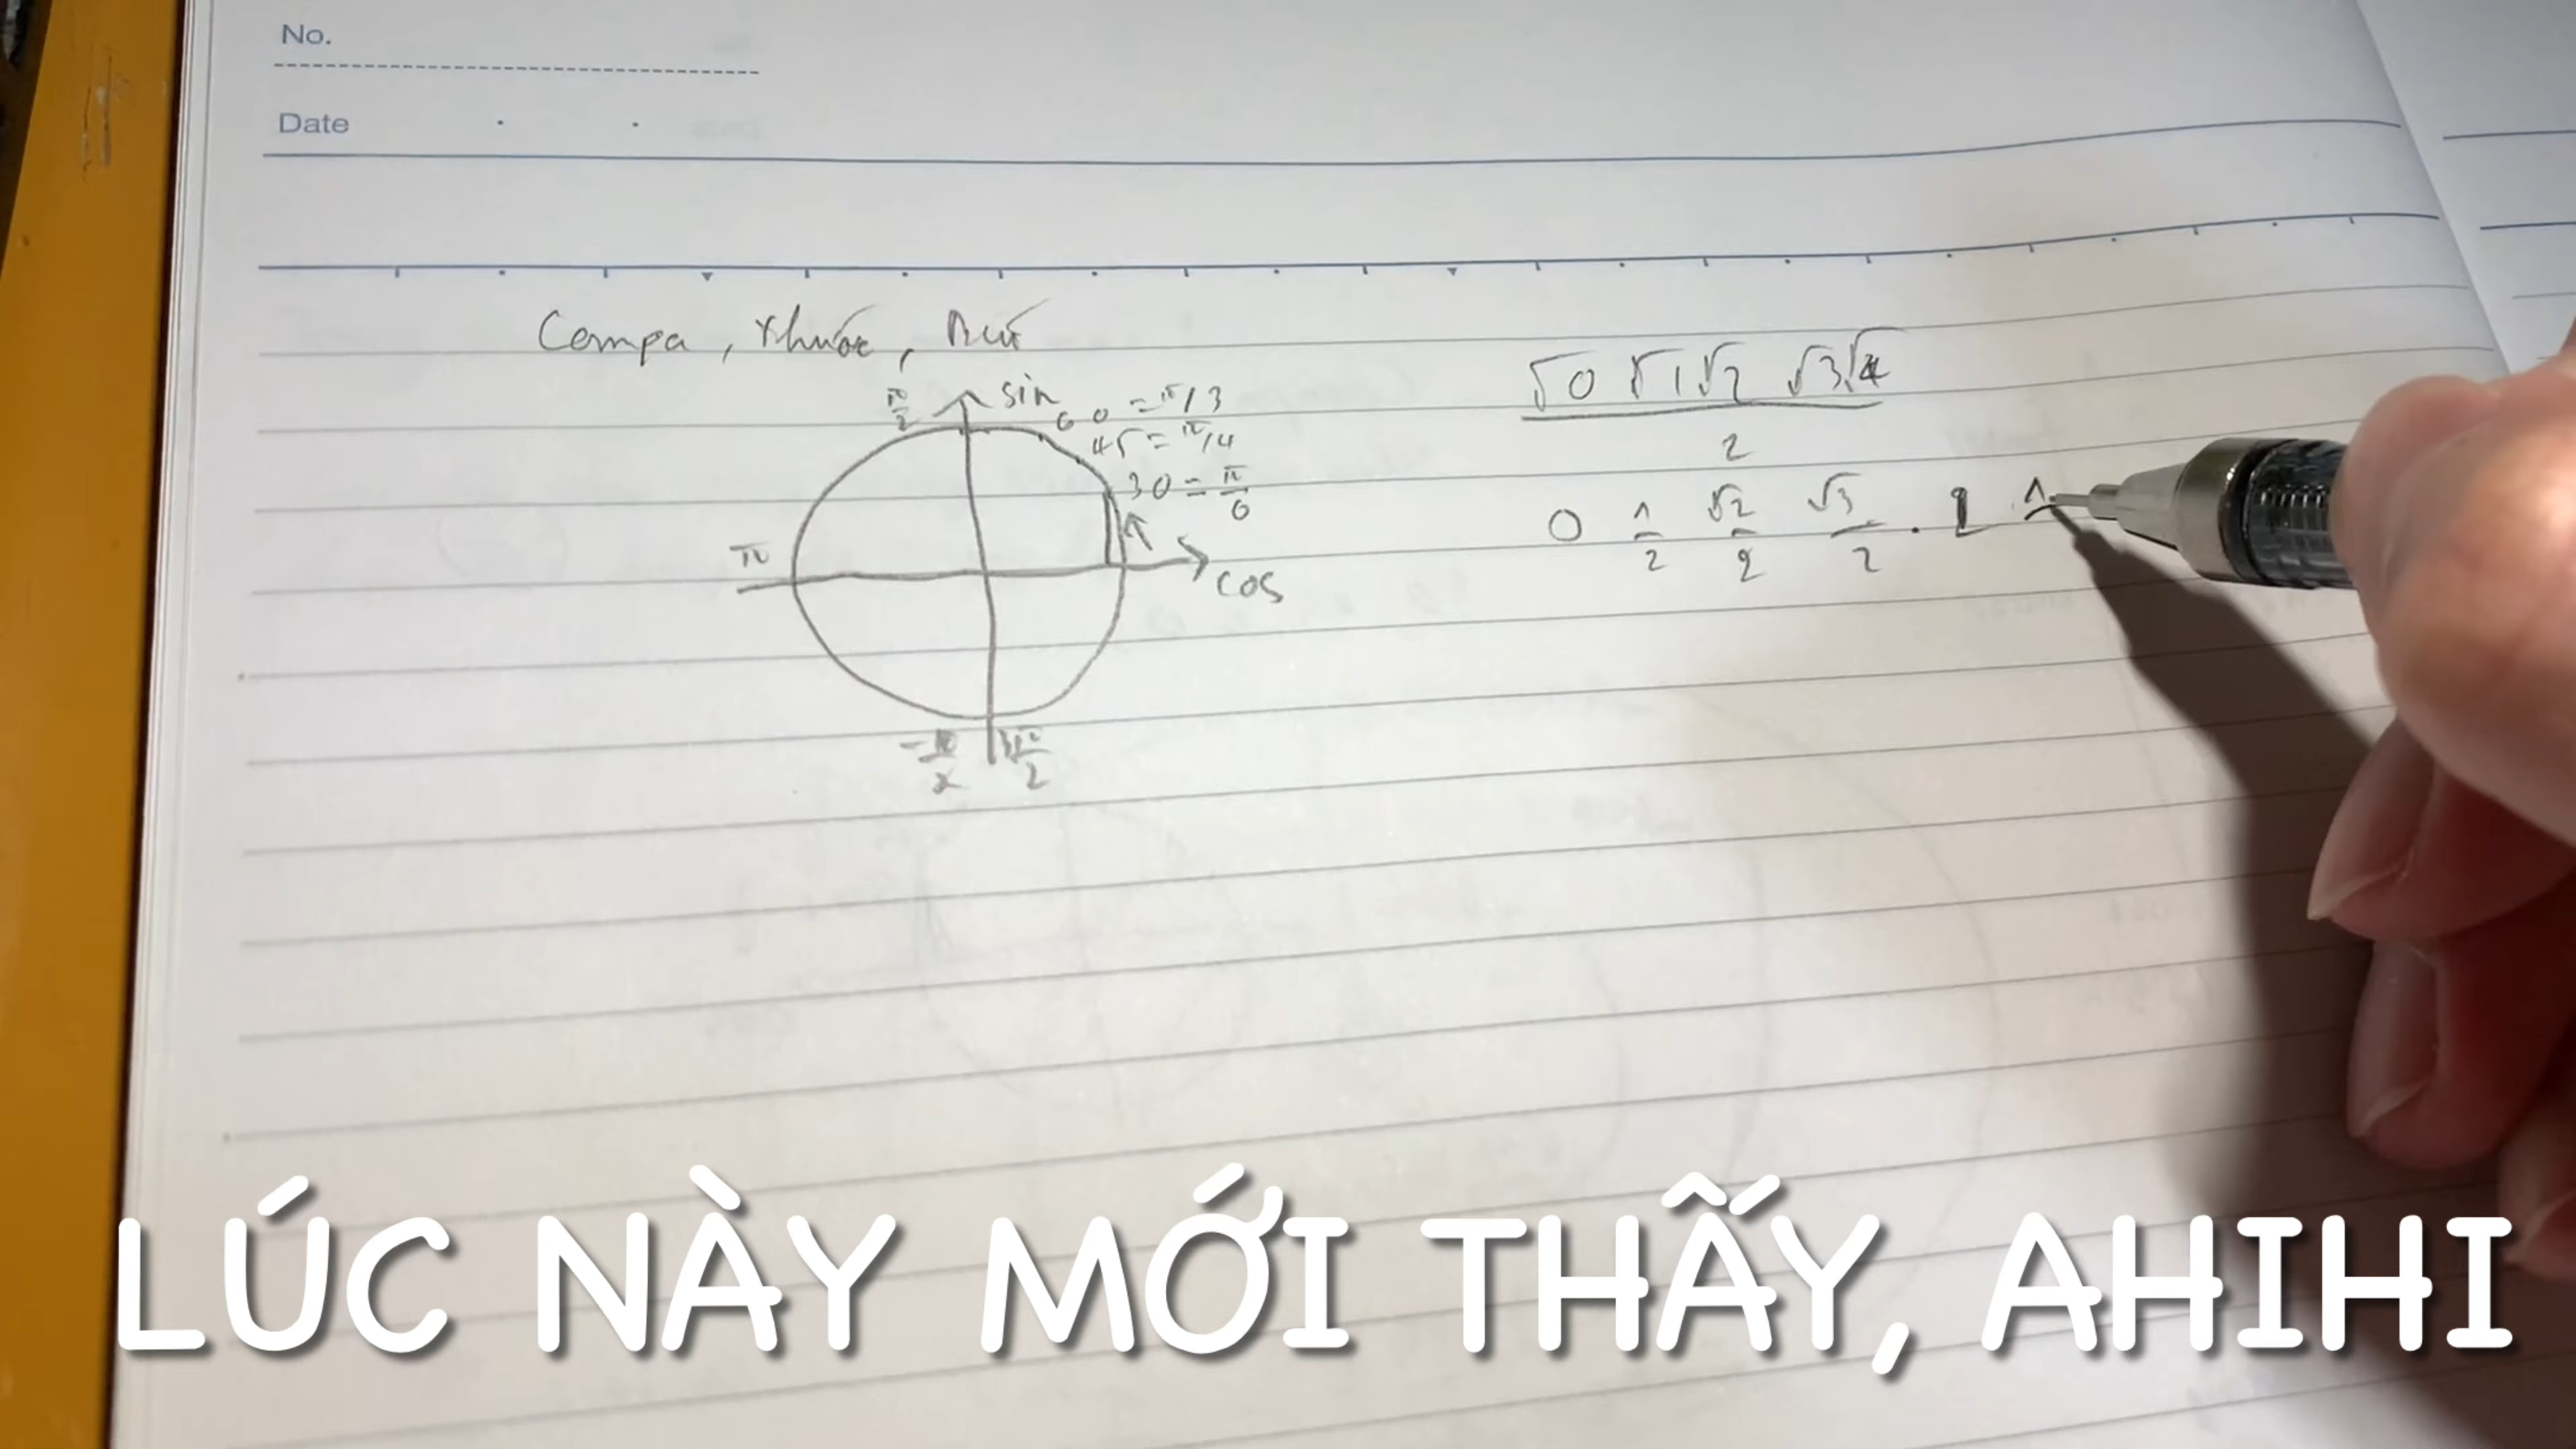 No.
Date
Compa, thước, Bút
√0 √1 √2 √3 √4
2
π/2 sin 60 = π/3
45 = π/4
30 = π/6
0 1/2 √2/2 √3/2 . 1 1
π cos
-π/2 3π/2
LÚC NÀY MỚI THẤY, AHIHI